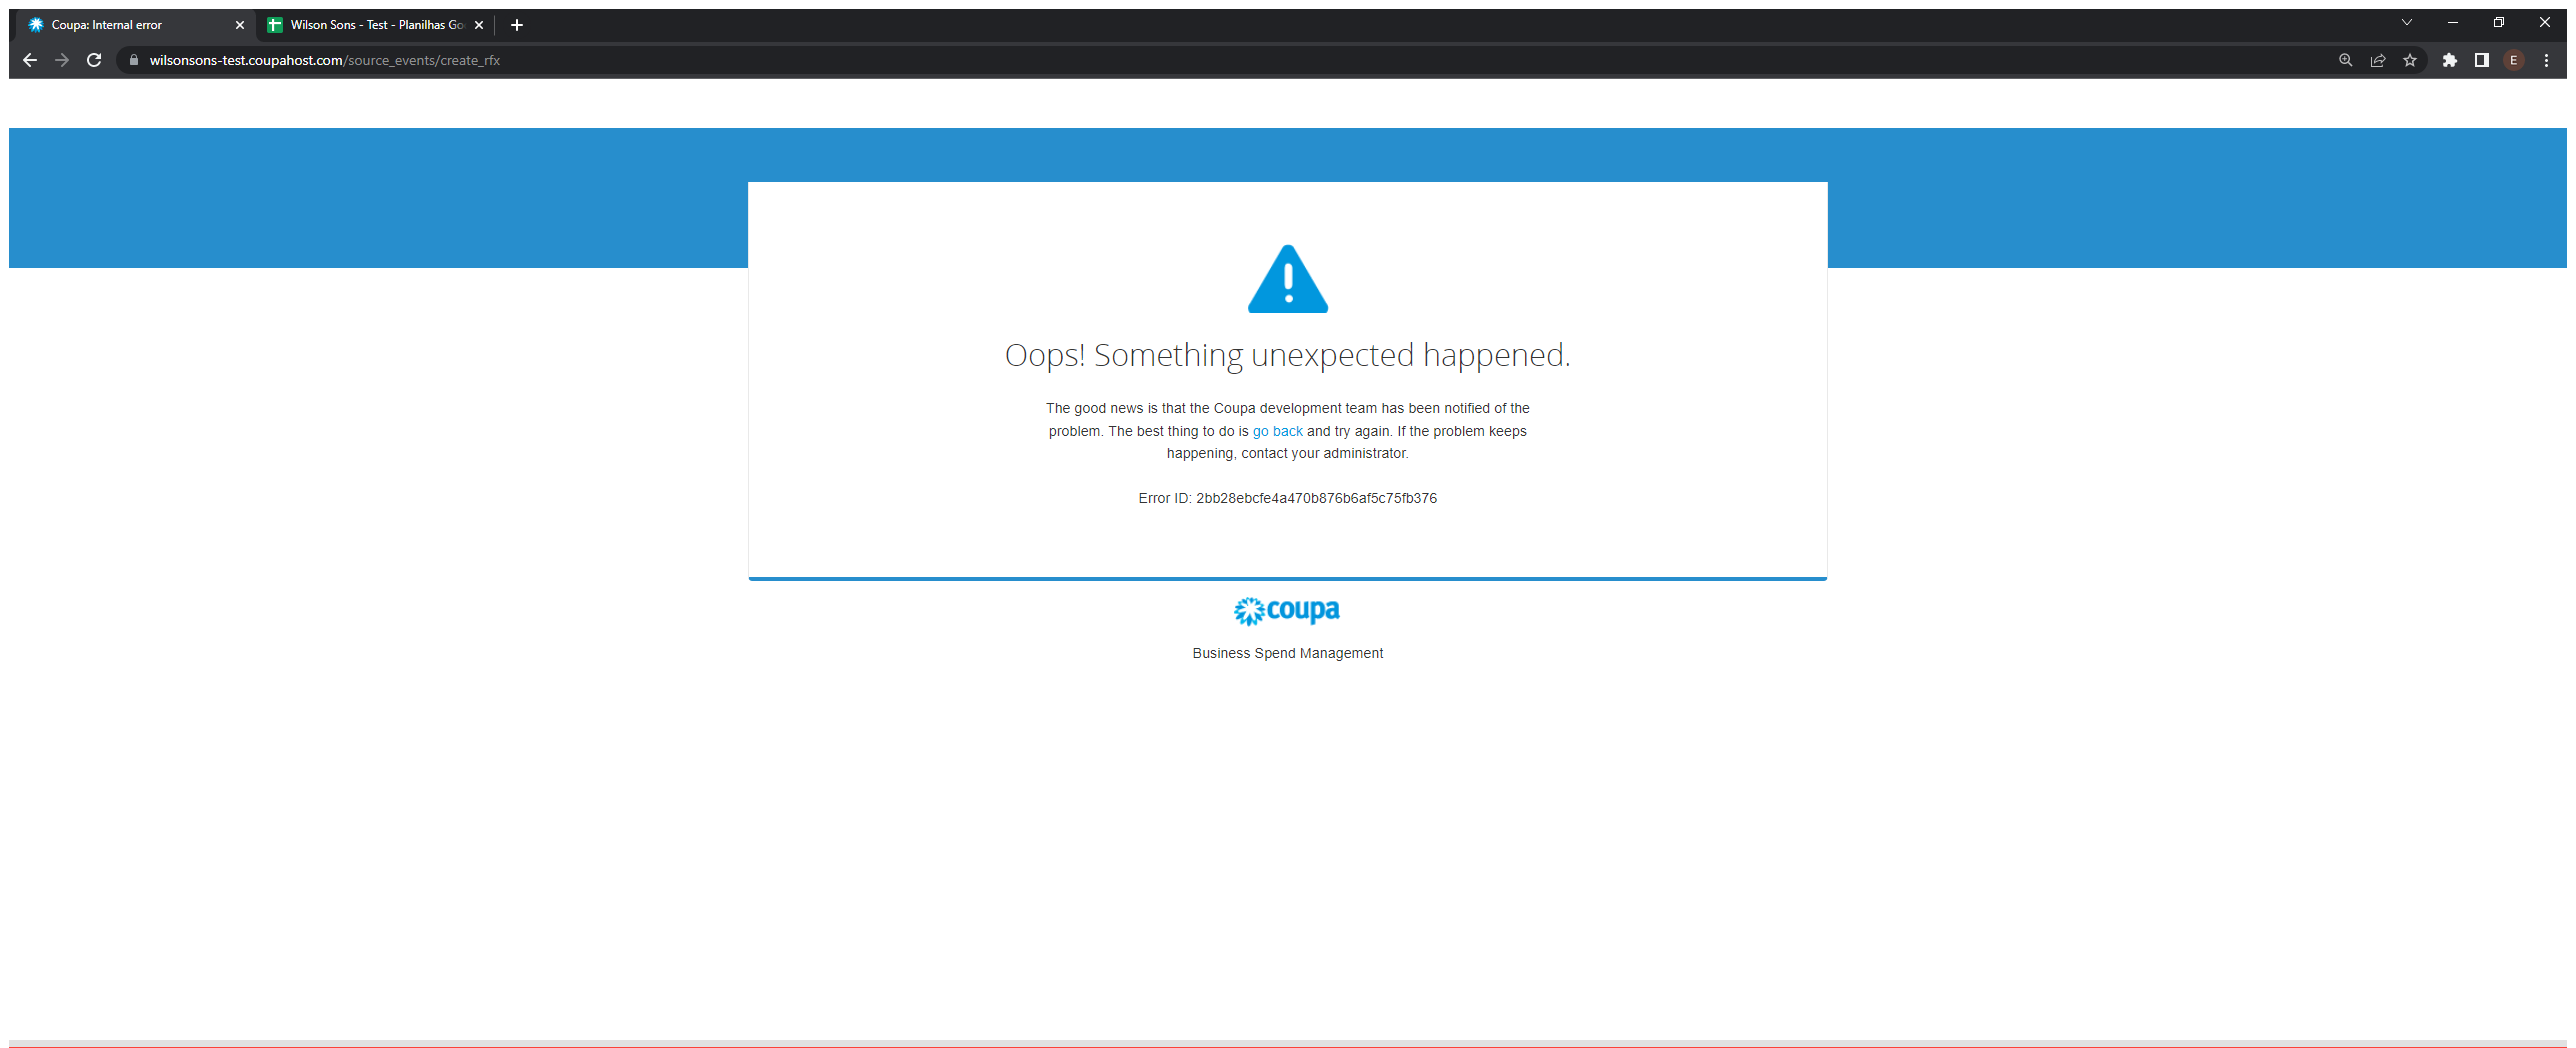 Coupa: Internal error
Wilson Sons - Test - Planilhas Go
wilsonsons-test.coupahost.com/source_events/create_rfx
E
Oops! Something unexpected happened.
The good news is that the Coupa development team has been notified of the
problem. The best thing to do is go back and try again. If the problem keeps
happening, contact your administrator.
Error ID: 2bb28ebcfe4a470b876b6af5c75fb376
coupa
Business Spend Management